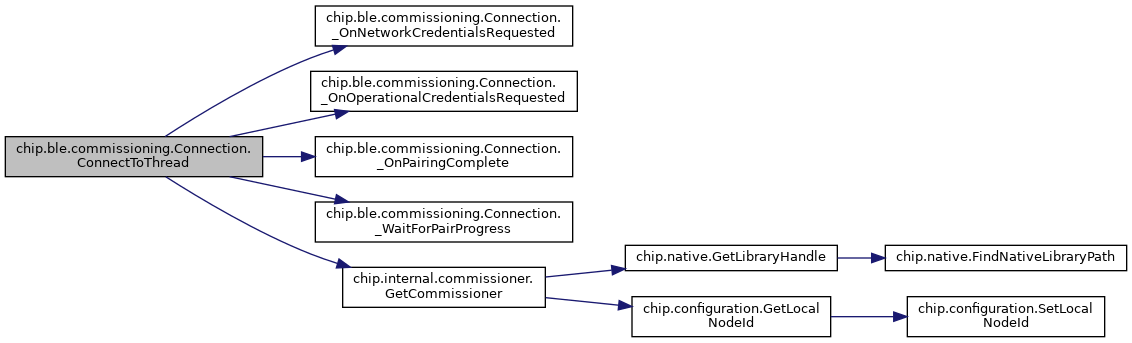 chip.ble.commissioning.Connection.
_OnNetworkCredentialsRequested
chip.ble.commissioning.Connection.
_OnOperationalCredentialsRequested
chip.ble.commissioning.Connection.
ConnectToThread
chip.ble.commissioning.Connection.
_OnPairingComplete
chip.ble.commissioning.Connection.
_WaitForPairProgress
chip.internal.commissioner.
GetCommissioner
chip.native.GetLibraryHandle
chip.native.FindNativeLibraryPath
chip.configuration.GetLocal
NodeId
chip.configuration.SetLocal
NodeId